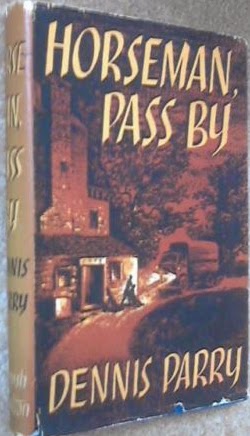 HORSEMAN,
PASS BY
DENNIS PARRY